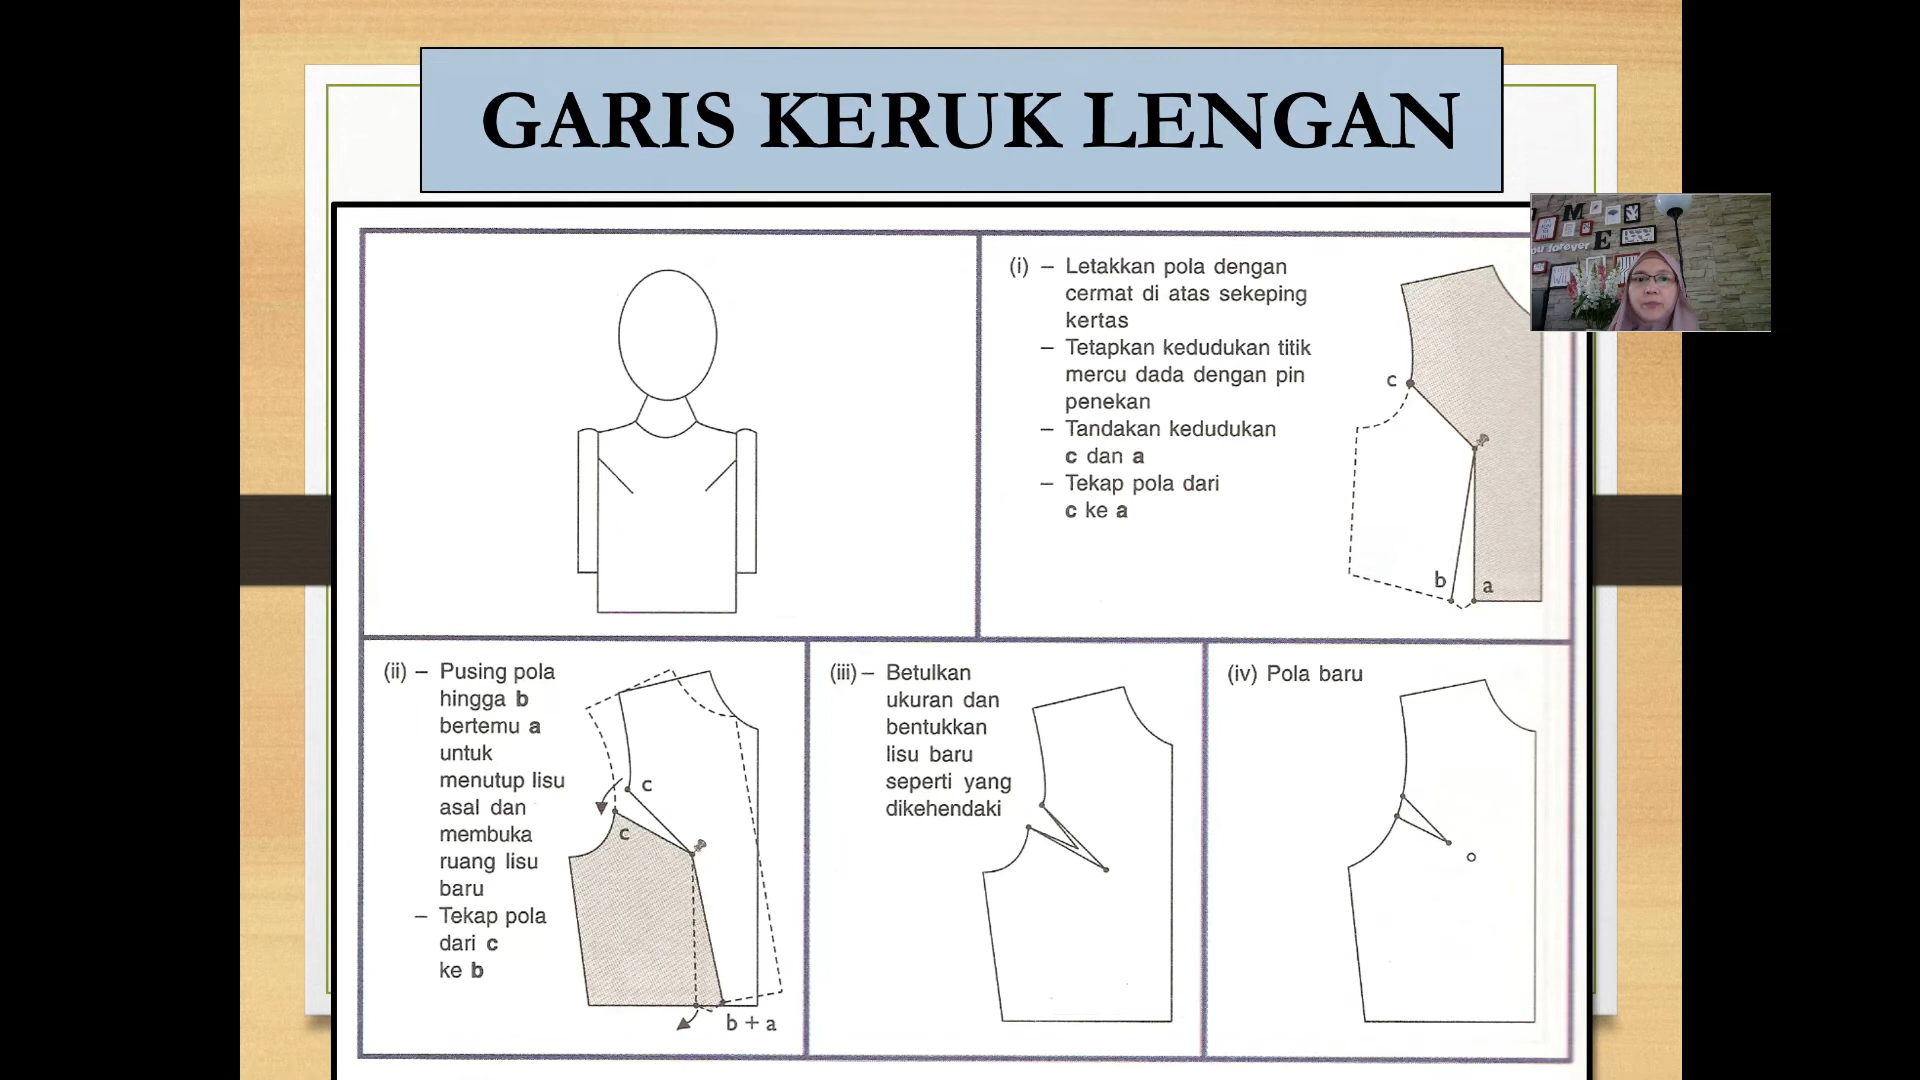 GARIS KERUK LENGAN
(i) – Letakkan pola dengan
cermat di atas sekeping
kertas
– Tetapkan kedudukan titik
mercu dada dengan pin
penekan
– Tandakan kedudukan
c dan a
– Tekap pola dari
c ke a
c
b
a
M
E
you forever
(ii) – Pusing pola
hingga b
bertemu a
untuk
menutup lisu
asal dan
membuka
ruang lisu
baru
– Tekap pola
dari c
ke b
c
c
b + a
(iii) – Betulkan
ukuran dan
bentukkan
lisu baru
seperti yang
dikehendaki
(iv) Pola baru